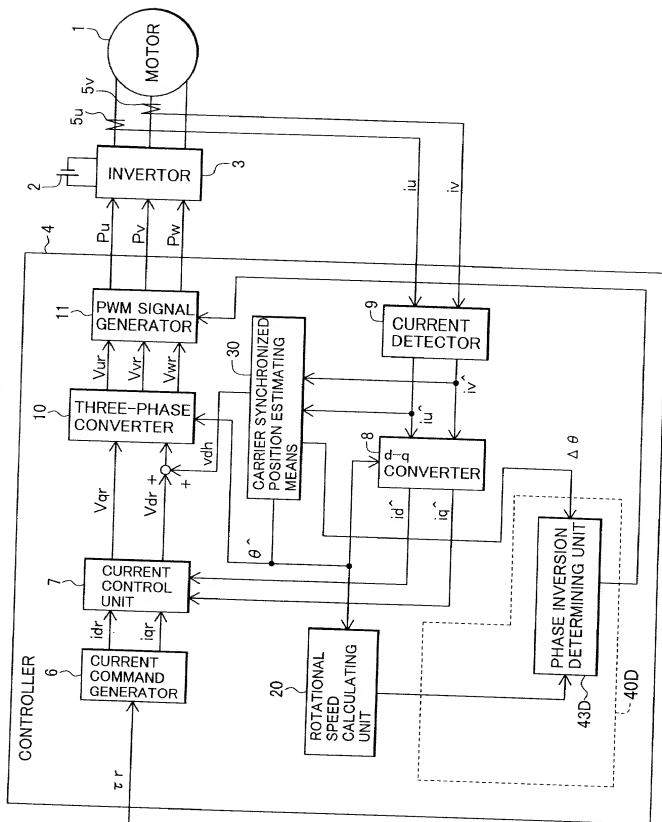 CONTROLLER
4
τr
6
CURRENT
COMMAND
GENERATOR
idr
iqr
7
CURRENT
CONTROL
UNIT
Vqr
Vdr
+
+
vdh
10
THREE-PHASE
CONVERTER
Vur
Vvr
Vwr
11
PWM SIGNAL
GENERATOR
Pu
Pv
Pw
2
INVERTOR
3
5u
5v
1
MOTOR
iu
iv
9
CURRENT
DETECTOR
iu^
iv^
8
d-q
CONVERTER
id^
iq^
30
CARRIER SYNCHRONIZED
POSITION ESTIMATING
MEANS
θ^
Δθ
20
ROTATIONAL
SPEED
CALCULATING
UNIT
PHASE INVERSION
DETERMINING UNIT
43D
40D